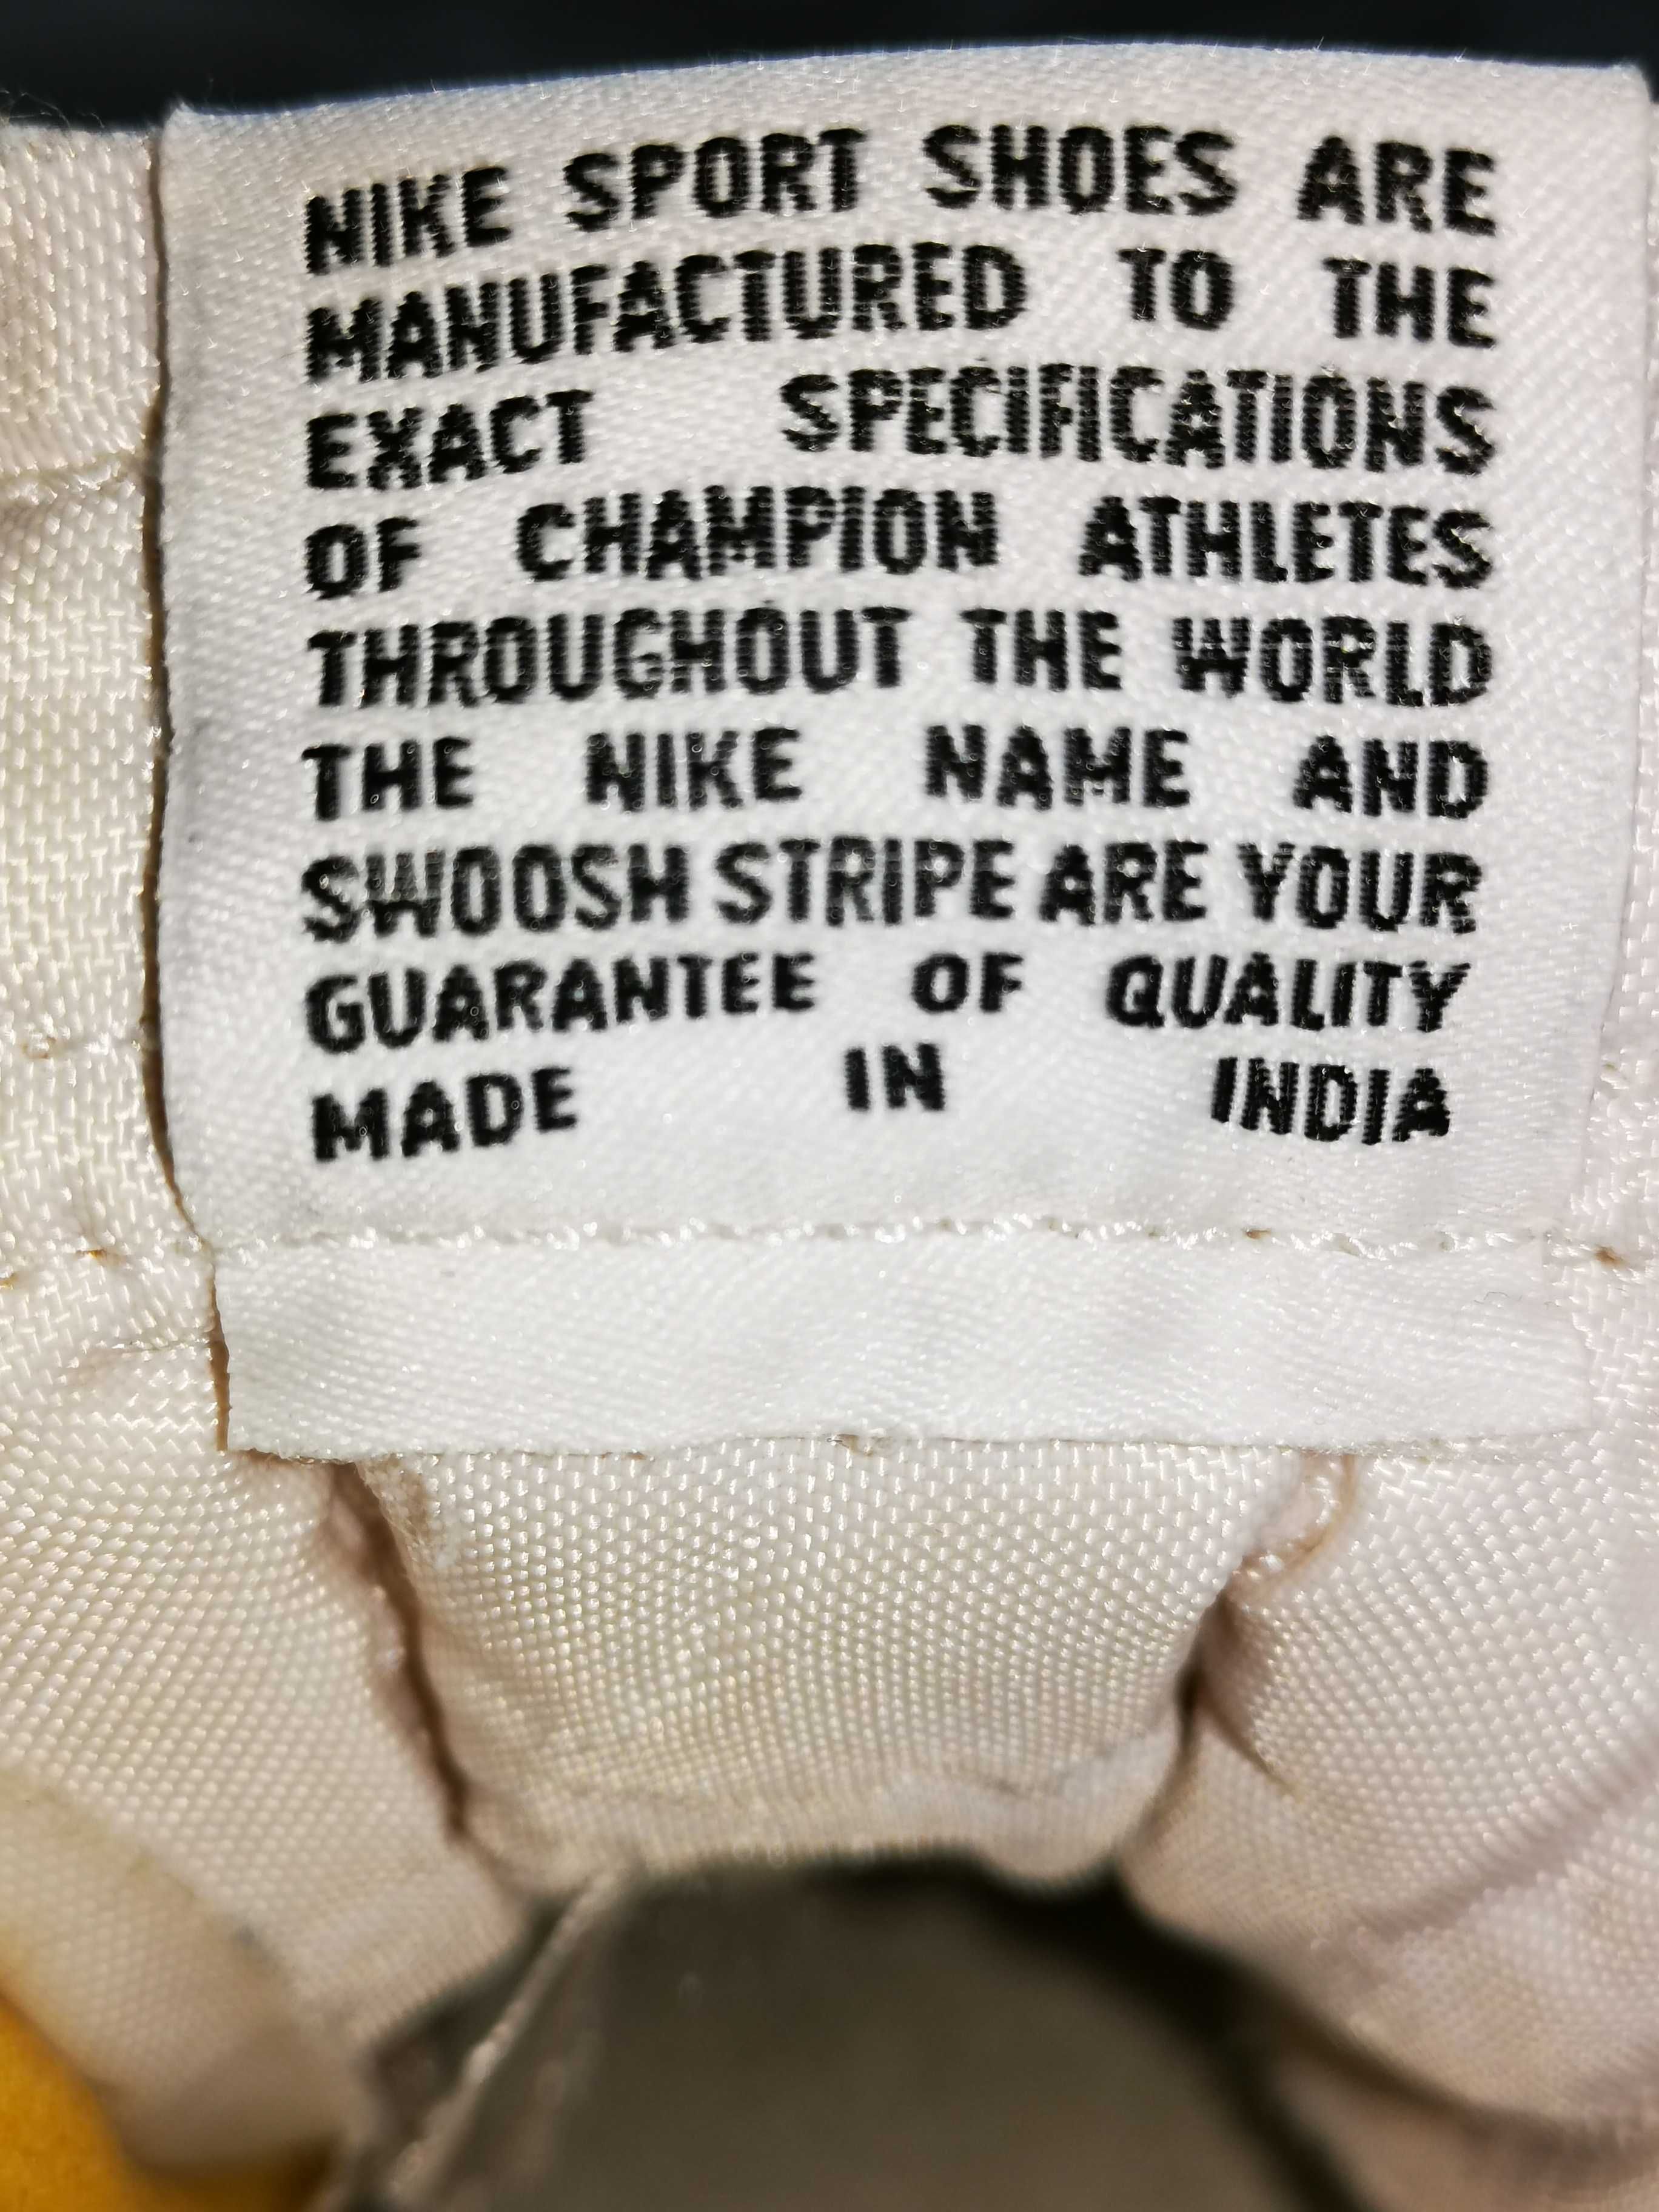 NIKE SPORT SHOES ARE
MANUFACTURED TO THE
EXACT SPECIFICATIONS
OF CHAMPION ATHLETES
THROUGHOUT THE WORLD
THE NIKE NAME AND
SWOOSH STRIPE ARE YOUR
GUARANTEE OF QUALITY
MADE IN INDIA